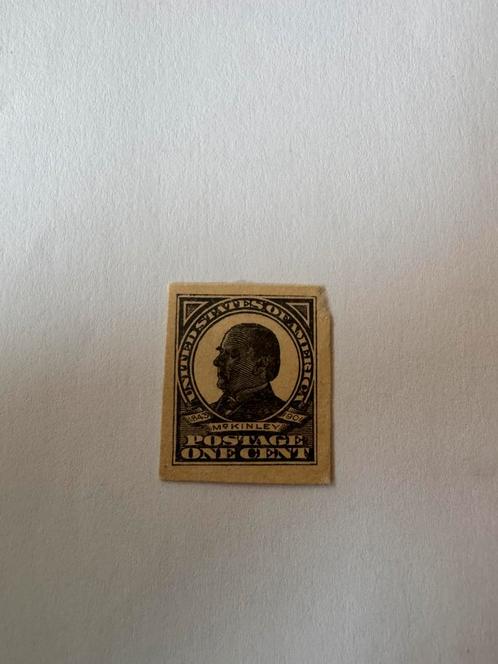 UNITED STATES OF AMERICA
1843 1901
McKINLEY
POSTAGE
ONE CENT